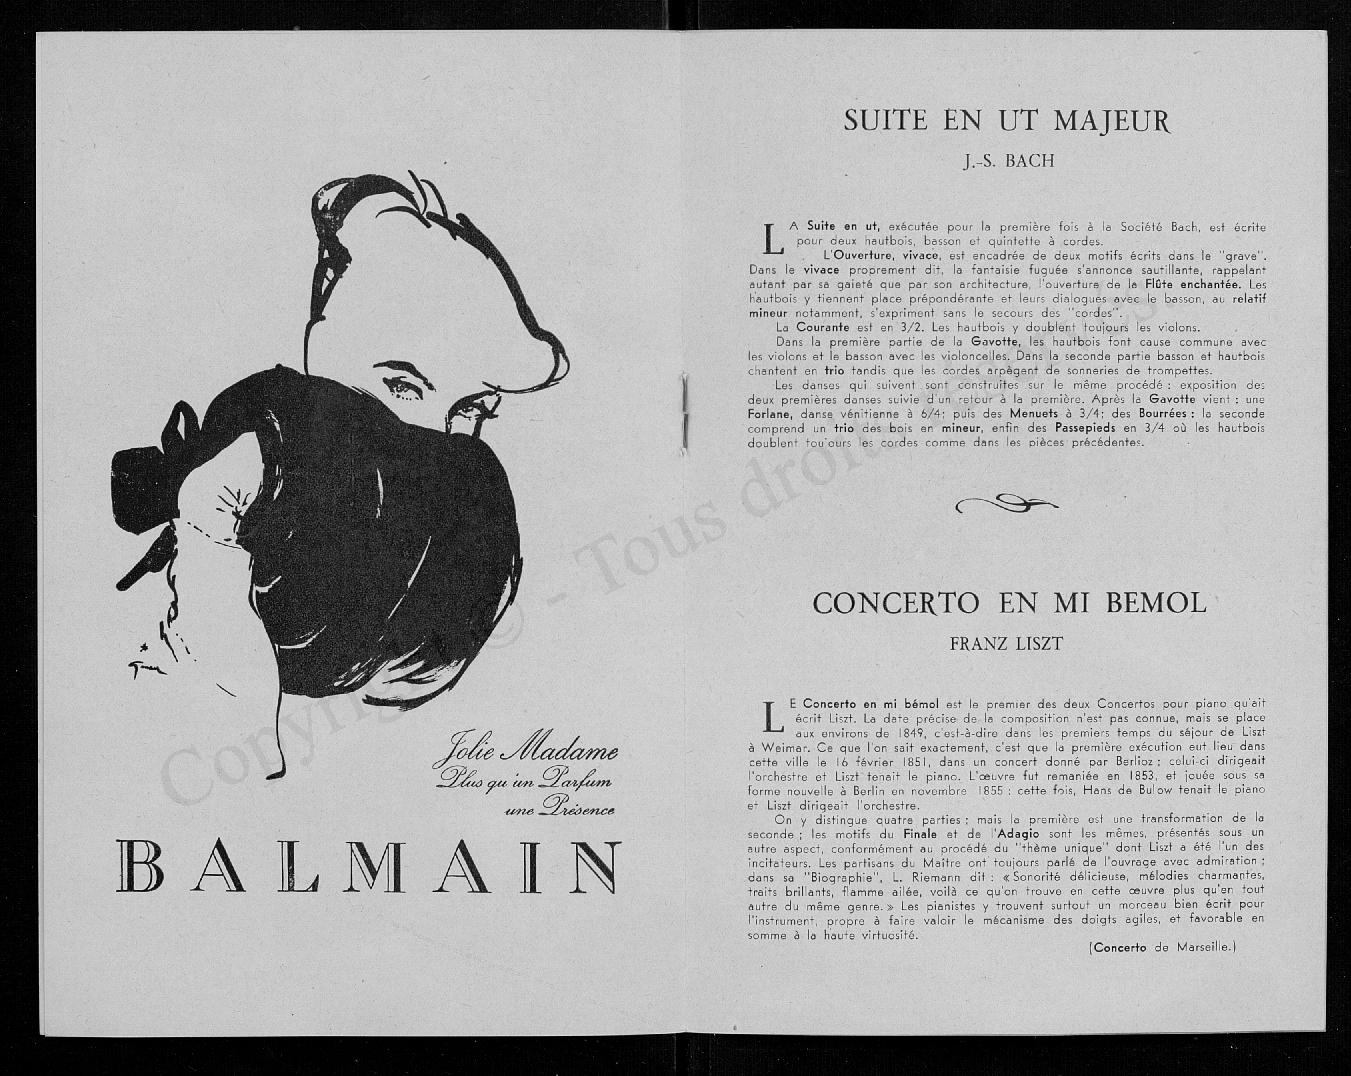 Jolie Madame
Plus qu'un Parfum
une Présence
BALMAIN
SUITE EN UT MAJEUR
J.-S. BACH
LA Suite en ut, exécutée pour la première fois à la Société Bach, est écrite
pour deux hautbois, basson et quintette à cordes.
L'Ouverture, vivace, est encadrée de deux motifs écrits dans le "grave".
Dans le vivace proprement dit, la fantaisie fuguée s'annonce sautillante, rappelant
autant par sa gaieté que par son architecture, l'ouverture de la Flûte enchantée. Les
hautbois y tiennent place prépondérante et leurs dialogues avec le basson, au relatif
mineur notamment, s'expriment sans le secours des "cordes".
La Courante est en 3/2. Les hautbois y doublent toujours les violons.
Dans la première partie de la Gavotte, les hautbois font cause commune avec
les violons et le basson avec les violoncelles. Dans la seconde partie basson et hautbois
chantent en trio tandis que les cordes arpègent de sonneries de trompettes.
Les danses qui suivent sont construites sur le même procédé : exposition des
deux premières danses suivie d'un retour à la première. Après la Gavotte vient : une
Forlane, danse vénitienne à 6/4; puis des Menuets à 3/4; des Bourrées : la seconde
comprend un trio des bois en mineur, enfin des Passepieds en 3/4 où les hautbois
doublent toujours les cordes comme dans les pièces précédentes.
CONCERTO EN MI BEMOL
FRANZ LISZT
LE Concerto en mi bémol est le premier des deux Concertos pour piano qu'ait
écrit Liszt. La date précise de la composition n'est pas connue, mais se place
aux environs de 1849, c'est-à-dire dans les premiers temps du séjour de Liszt
à Weimar. Ce que l'on sait exactement, c'est que la première exécution eut lieu dans
cette ville le 16 février 1851, dans un concert donné par Berlioz ; celui-ci dirigeait
l'orchestre et Liszt tenait le piano. L'œuvre fut remaniée en 1853, et jouée sous sa
forme nouvelle à Berlin en novembre 1855 : cette fois, Hans de Bulow tenait le piano
et Liszt dirigeait l'orchestre.
On y distingue quatre parties ; mais la première est une transformation de la
seconde ; les motifs du Finale et de l'Adagio sont les mêmes, présentés sous un
autre aspect, conformément au procédé du "thème unique" dont Liszt a été l'un des
incitateurs. Les partisans du Maître ont toujours parlé de l'ouvrage avec admiration ;
dans sa "Biographie", L. Riemann dit : « Sonorité délicieuse, mélodies charmantes,
traits brillants, flamme ailée, voilà ce qu'on trouve en cette œuvre plus qu'en tout
autre du même genre. » Les pianistes y trouvent surtout un morceau bien écrit pour
l'instrument, propre à faire valoir le mécanisme des doigts agiles, et favorable en
somme à la haute virtuosité.
(Concerto de Marseille.)